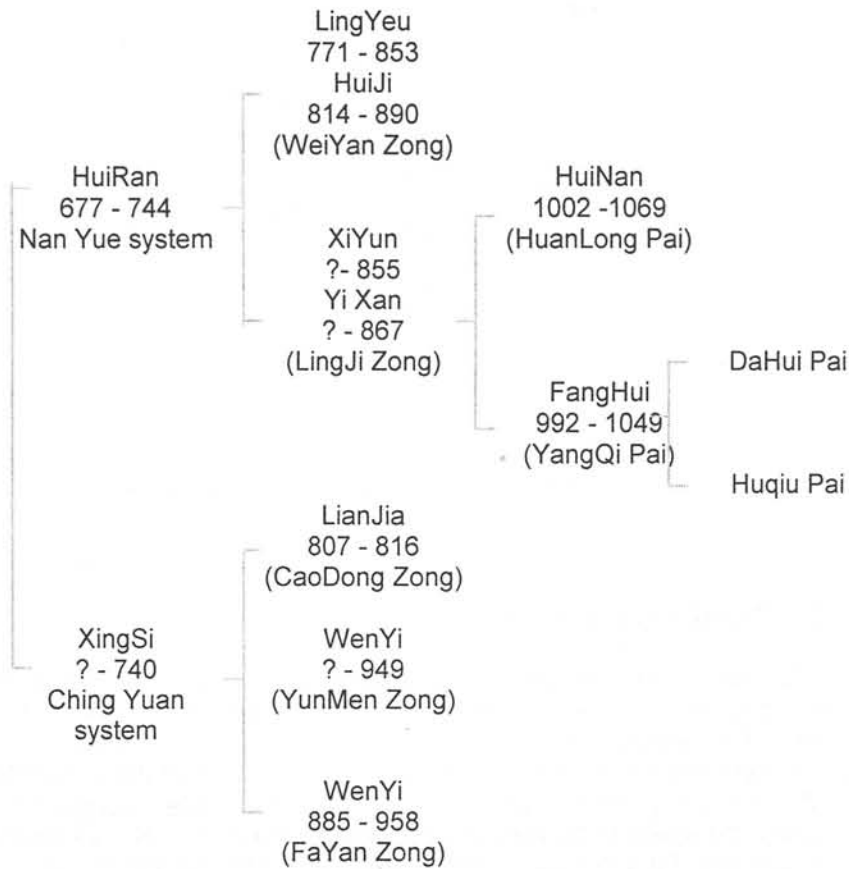 LingYeu
771 - 853
HuiJi
814 - 890
(WeiYan Zong)
HuiRan
677 - 744
Nan Yue system
HuiNan
1002 -1069
(HuanLong Pai)
XiYun
?- 855
Yi Xan
? - 867
(LingJi Zong)
DaHui Pai
FangHui
992 - 1049
(YangQi Pai)
Huqiu Pai
LianJia
807 - 816
(CaoDong Zong)
XingSi
? - 740
Ching Yuan
system
WenYi
? - 949
(YunMen Zong)
WenYi
885 - 958
(FaYan Zong)